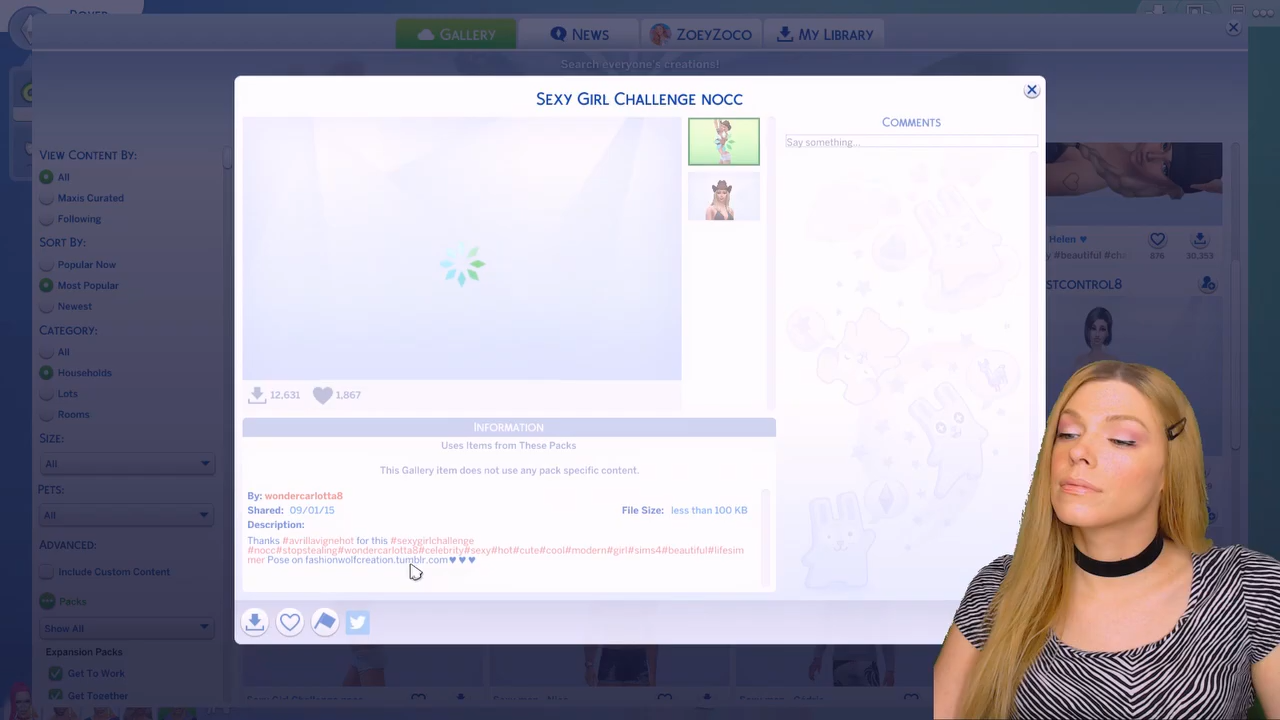 GALLERY
NEWS
ZOEYZOCO
MY LIBRARY
Search everyone's creations!
SEXY GIRL CHALLENGE NOCC
COMMENTS
Say something...
VIEW CONTENT BY:
All
Maxis Curated
Following
SORT BY:
Popular Now
Most Popular
Newest
CATEGORY:
All
Households
Lots
Rooms
SIZE:
All
PETS:
All
ADVANCED:
Include Custom Content
Packs
Show All
Expansion Packs
Get To Work
Get Together
12,631
1,867
INFORMATION
Uses Items from These Packs
This Gallery item does not use any pack specific content.
By: wondercarlotta8
Shared: 09/01/15
File Size: less than 100 KB
Description:
Thanks #avrillavignehot for this #sexygirlchallenge
#nocc#stopstealing#wondercarlotta8#celebrity#sexy#hot#cute#cool#modern#girl#sims4#beautiful#lifesim
mer Pose on fashionwolfcreation.tumblr.com♥♥♥
Helen ♥
876
30,353
y #beautiful #ch
STCONTROL8